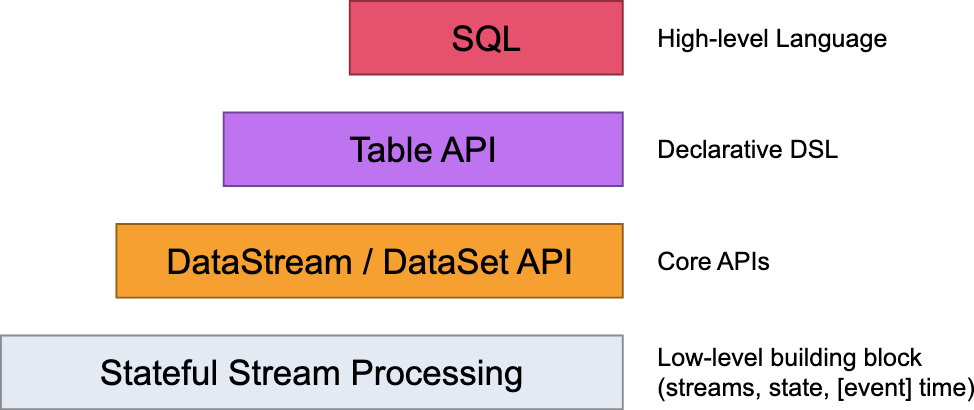 SQL
High-level Language
Table API
Declarative DSL
DataStream / DataSet API
Core APIs
Stateful Stream Processing
Low-level building block
(streams, state, [event] time)